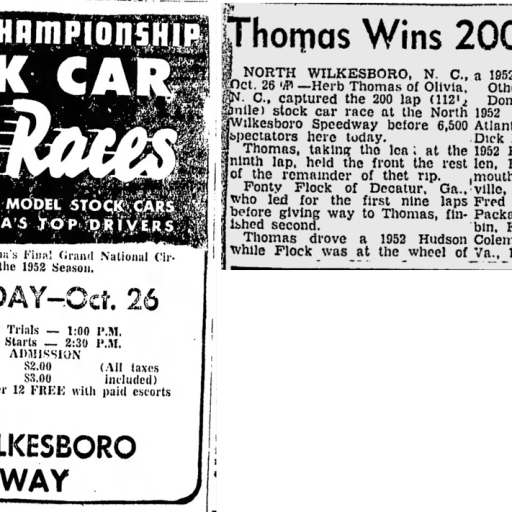 HAMPIONSHIP
K CAR
Races
MODEL STOCK CARS
A'S TOP DRIVERS
na's Final Grand National Cir-
the 1952 Season.
DAY—Oct. 26
Trials — 1:00 P.M.
Starts — 2:30 P.M.
ADMISSION
$2.00 (All taxes
$3.00 included)
r 12 FREE with paid escorts
LKESBORO
WAY
Thomas Wins 200
NORTH WILKESBORO, N. C.,
Oct. 26 (AP)—Herb Thomas of Olivia,
N. C., captured the 200 lap (112½
mile) stock car race at the North
Wilkesboro Speedway before 6,500
spectators here today.
Thomas, taking the lead at the
ninth lap, held the front the rest
of the remainder of thet rip.
Fonty Flock of Decatur, Ga.,
who led for the first nine laps
before giving way to Thomas, fin-
ished second.
Thomas drove a 1952 Hudson
while Flock was at the wheel of
a 1952
Othe
Don
1952
Atlant
Dick
1952 P
len, F
mouth
ville,
Fred
Packa
bin, F
Colem
Va., 1